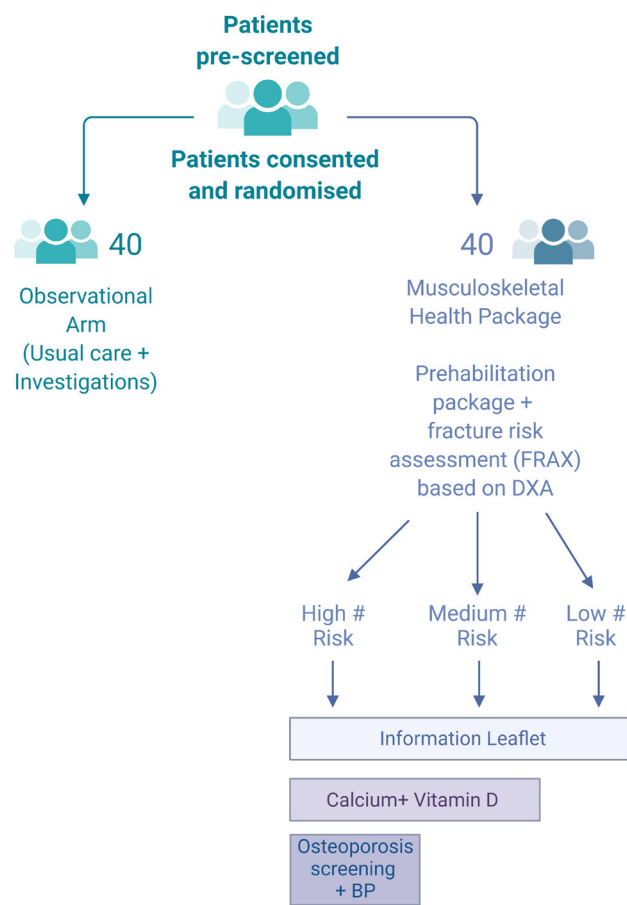 Patients
pre-screened
Patients consented
and randomised
40
Observational
Arm
(Usual care +
Investigations)
40
Musculoskeletal
Health Package
Prehabilitation
package +
fracture risk
assessment (FRAX)
based on DXA
High #
Risk
Medium #
Risk
Low #
Risk
Information Leaflet
Calcium+ Vitamin D
Osteoporosis
screening
+ BP